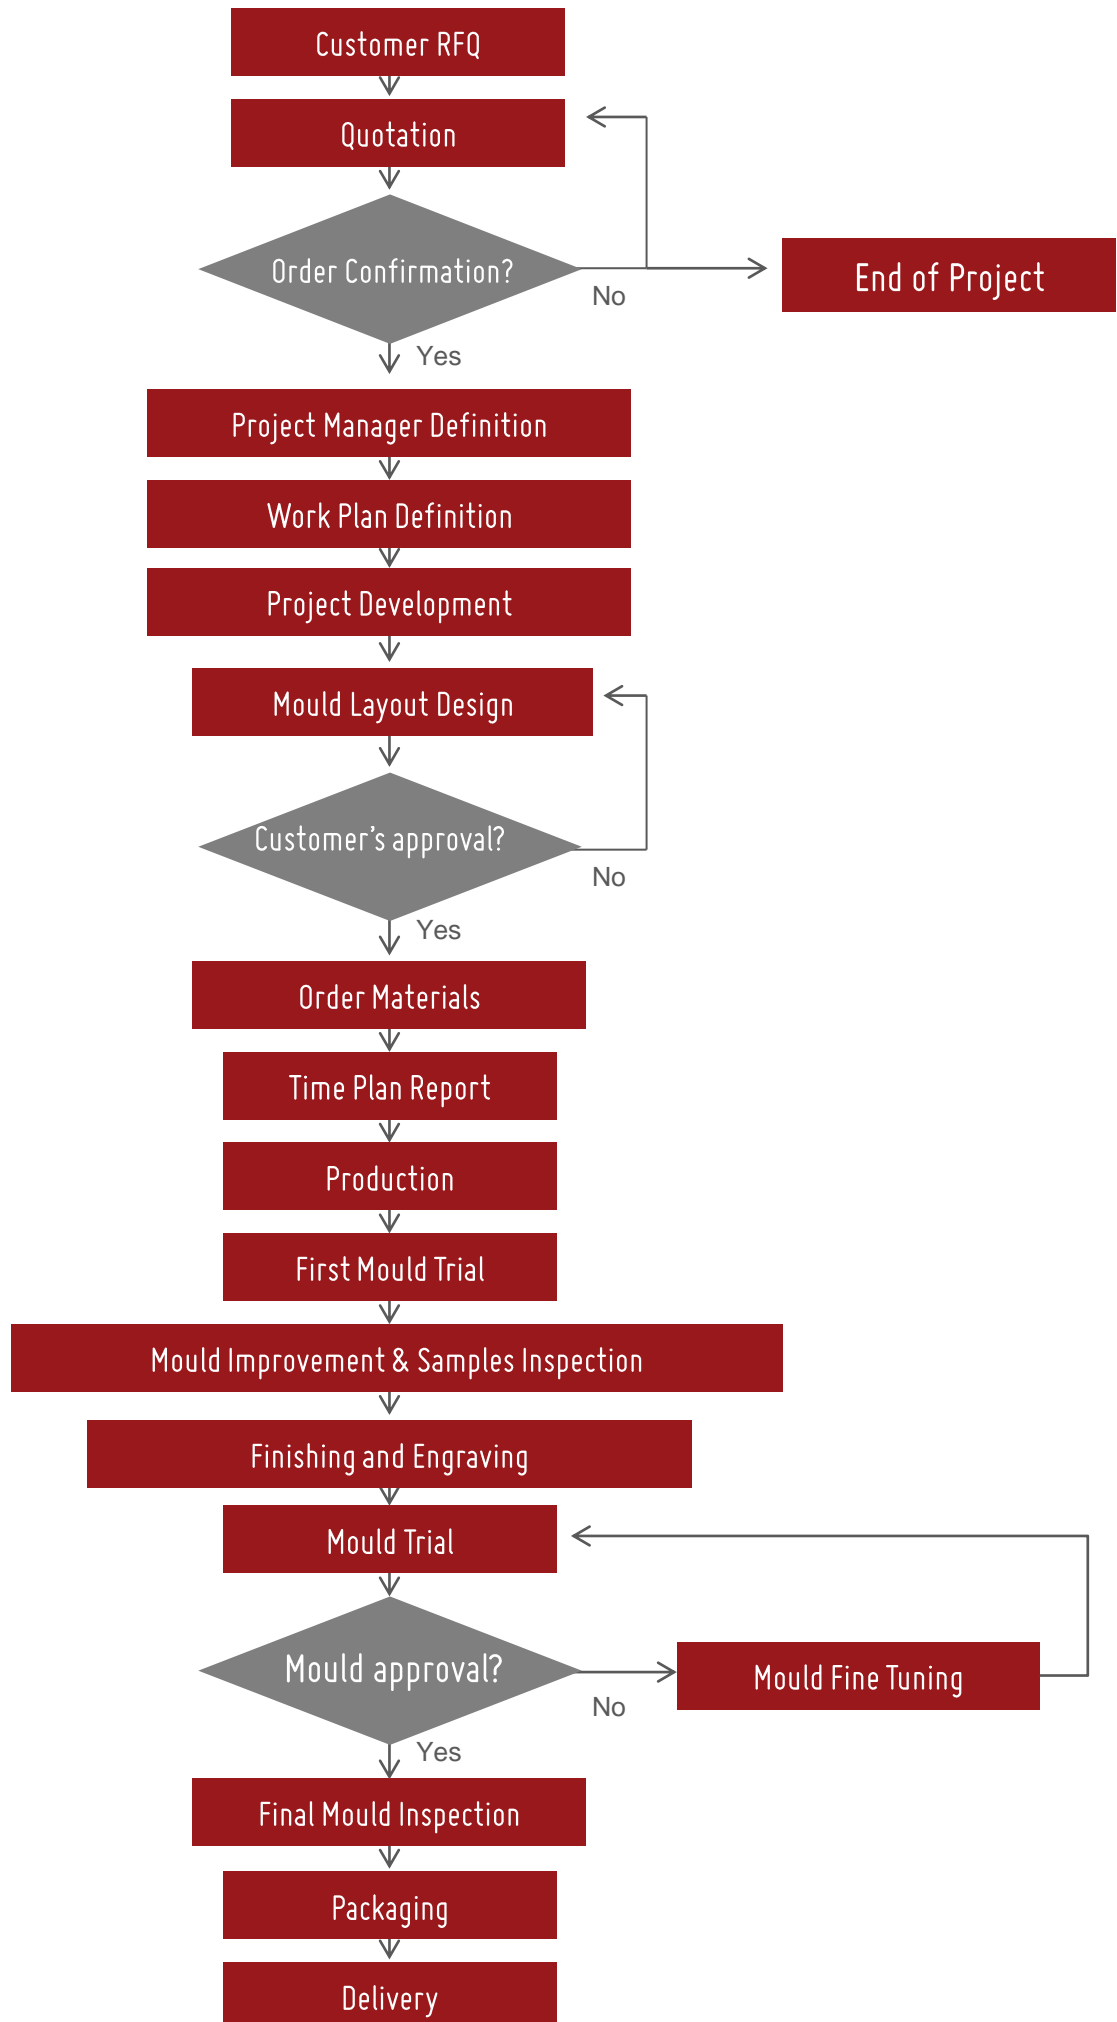 Customer RFQ
Quotation
Order Confirmation?
End of Project
No
Yes
Project Manager Definition
Work Plan Definition
Project Development
Mould Layout Design
Customer's approval?
No
Yes
Order Materials
Time Plan Report
Production
First Mould Trial
Mould Improvement & Samples Inspection
Finishing and Engraving
Mould Trial
Mould approval?
Mould Fine Tuning
No
Yes
Final Mould Inspection
Packaging
Delivery